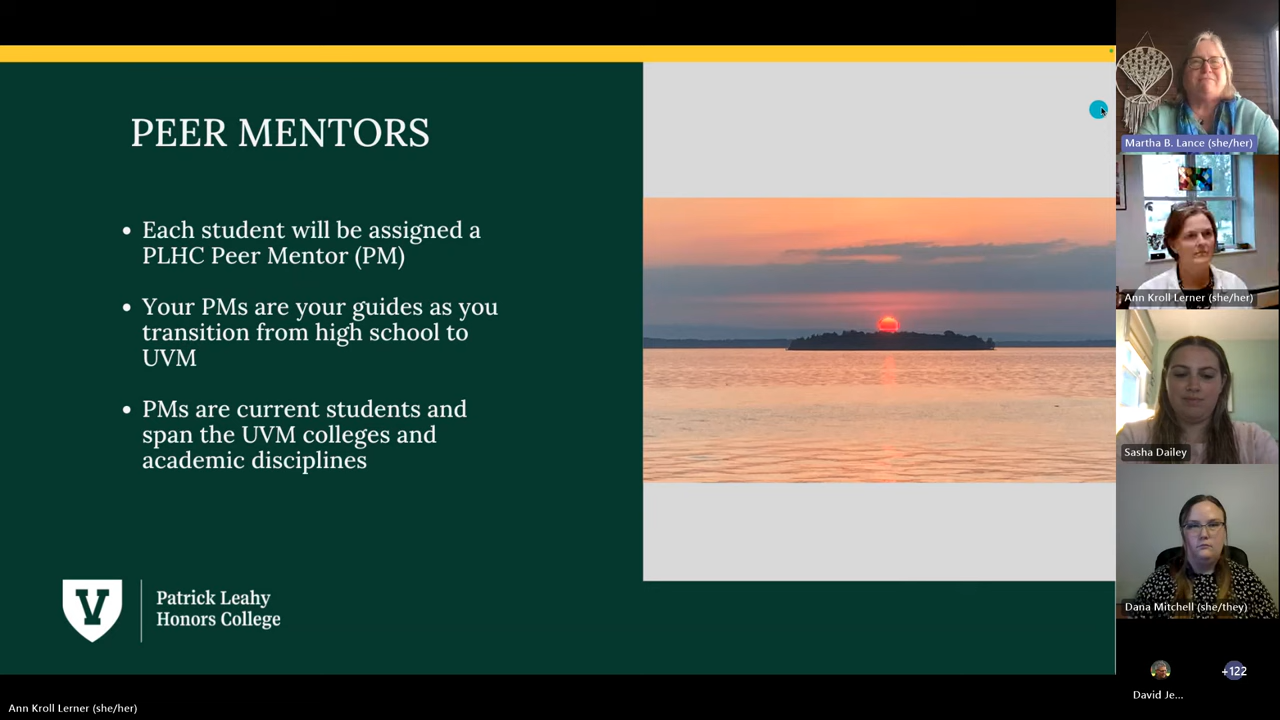 PEER MENTORS
• Each student will be assigned a
PLHC Peer Mentor (PM)
• Your PMs are your guides as you
transition from high school to
UVM
• PMs are current students and
span the UVM colleges and
academic disciplines
V
Patrick Leahy
Honors College
Martha B. Lance (she/her)
Ann Kroll Lerner (she/her)
Sasha Dailey
Dana Mitchell (she/they)
+122
David Je...
Ann Kroll Lerner (she/her)